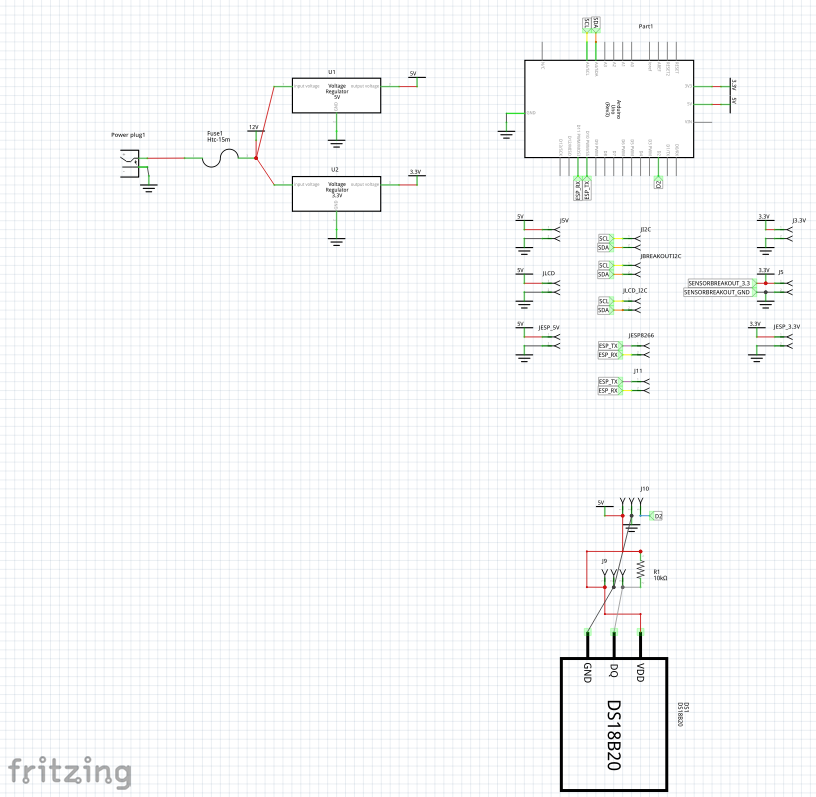 SCL
SDA
Part1
U1
Voltage
Regulator
5V
Input voltage
output voltage
5V
Arduino
Uno
(Rev3)
3.3V
5V
GND
12V
Power plug1
Fuse1
Htc-15m
U2
Voltage
Regulator
3.3V
Input voltage
output voltage
3.3V
ESP_RX
ESP_TX
D2
5V
J5V
3.3V
J3.3V
JI2C
SCL
SDA
JBREAKOUTI2C
SCL
SDA
5V
JLCD
3.3V
J5
SENSORBREAKOUT_3.3
SENSORBREAKOUT_GND
JLCD_I2C
SCL
SDA
5V
JESP_5V
3.3V
JESP_3.3V
JESP8266
ESP_TX
ESP_RX
J11
ESP_TX
ESP_RX
J10
5V
D2
J9
R1
10kΩ
GND
DQ
VDD
DS18B20
DS1
DS18B20
fritzing